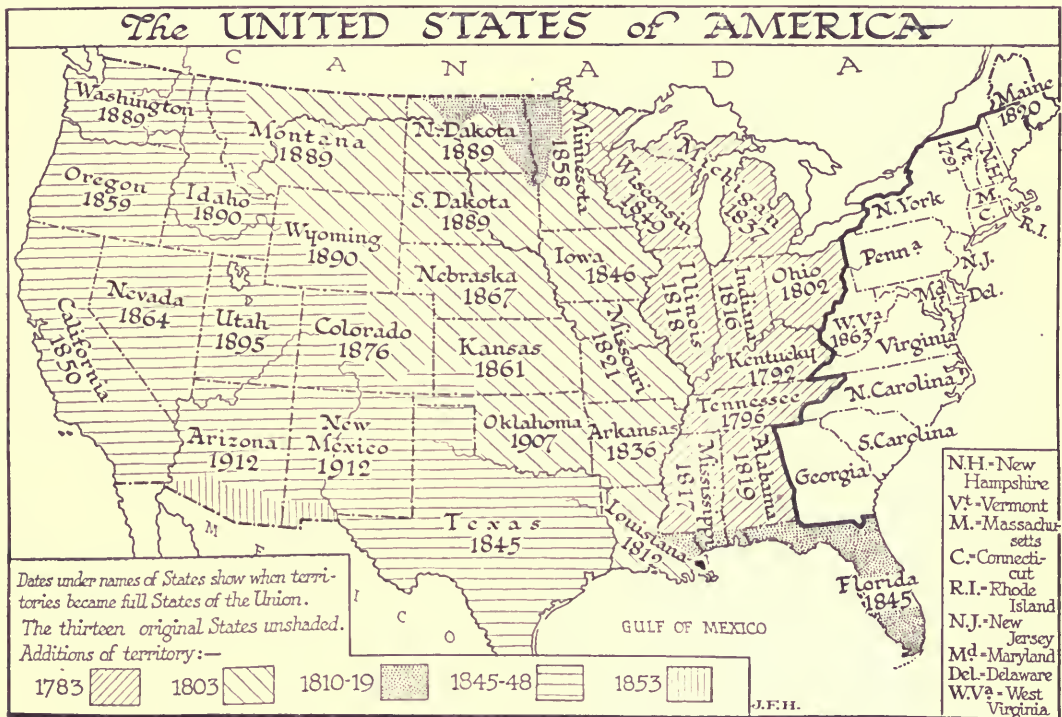 The UNITED STATES of AMERICA
C A N A D A
Washington
1889
Montana
1889
N. Dakota
1889
Minnesota
1858
Wisconsin
1849
Michigan
1837
Maine
1820
Vt.
1791
N.H.
M.
C.
R.I.
N.York
Oregon
1859
Idaho
1890
S. Dakota
1889
Wyoming
1890
Iowa
1846
Penna
N.J.
Nebraska
1867
Illinois
1818
Indiana
1816
Ohio
1802
Md
Del.
Nevada
1864
Utah
1895
California
1850
Colorado
1876
Kansas
1861
Missouri
1821
Kentucky
1792
W.Va
1863
Virginia
N.Carolina
Tennessee
1796
Arizona
1912
New
Mexico
1912
Oklahoma
1907
Arkansas
1836
Mississippi
1817
Alabama
1819
Georgia
S.Carolina
Texas
1845
Louisiana
1812
Florida
1845
M E X I C O
GULF OF MEXICO
Dates under names of States show when terri-
tories became full States of the Union.
The thirteen original States unshaded.
Additions of territory:—
1783 1803 1810-19 1845-48 1853
J.F.H.
N.H.=New
Hampshire
Vt.=Vermont
M.=Massachu-
setts
C.=Connecti-
cut
R.I.=Rhode
Island
N.J.=New
Jersey
Md=Maryland
Del.=Delaware
W.Va=West
Virginia